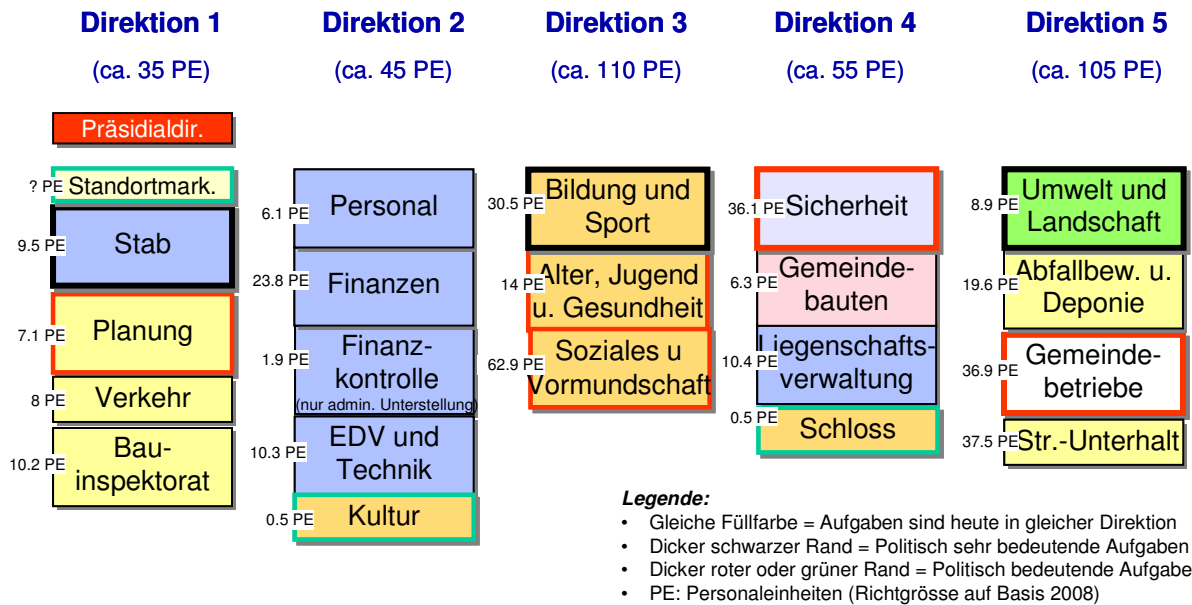 Direktion 1
(ca. 35 PE)
Präsidialdir.
? PE Standortmark.
9.5 PE Stab
7.1 PE Planung
8 PE Verkehr
10.2 PE Bau-
inspektorat
Direktion 2
(ca. 45 PE)
6.1 PE Personal
23.8 PE Finanzen
1.9 PE Finanz-
kontrolle
(nur admin. Unterstellung)
10.3 PE EDV und
Technik
0.5 PE Kultur
Direktion 3
(ca. 110 PE)
30.5 PE Bildung und
Sport
14 PE Alter, Jugend
u. Gesundheit
62.9 PE Soziales u
Vormundschaft
Direktion 4
(ca. 55 PE)
36.1 PE Sicherheit
6.3 PE Gemeinde-
bauten
10.4 PE Liegenschafts-
verwaltung
0.5 PE Schloss
Direktion 5
(ca. 105 PE)
8.9 PE Umwelt und
Landschaft
19.6 PE Abfallbew. u.
Deponie
36.9 PE Gemeinde-
betriebe
37.5 PE Str.-Unterhalt
Legende:
• Gleiche Füllfarbe = Aufgaben sind heute in gleicher Direktion
• Dicker schwarzer Rand = Politisch sehr bedeutende Aufgaben
• Dicker roter oder grüner Rand = Politisch bedeutende Aufgabe
• PE: Personaleinheiten (Richtgrösse auf Basis 2008)